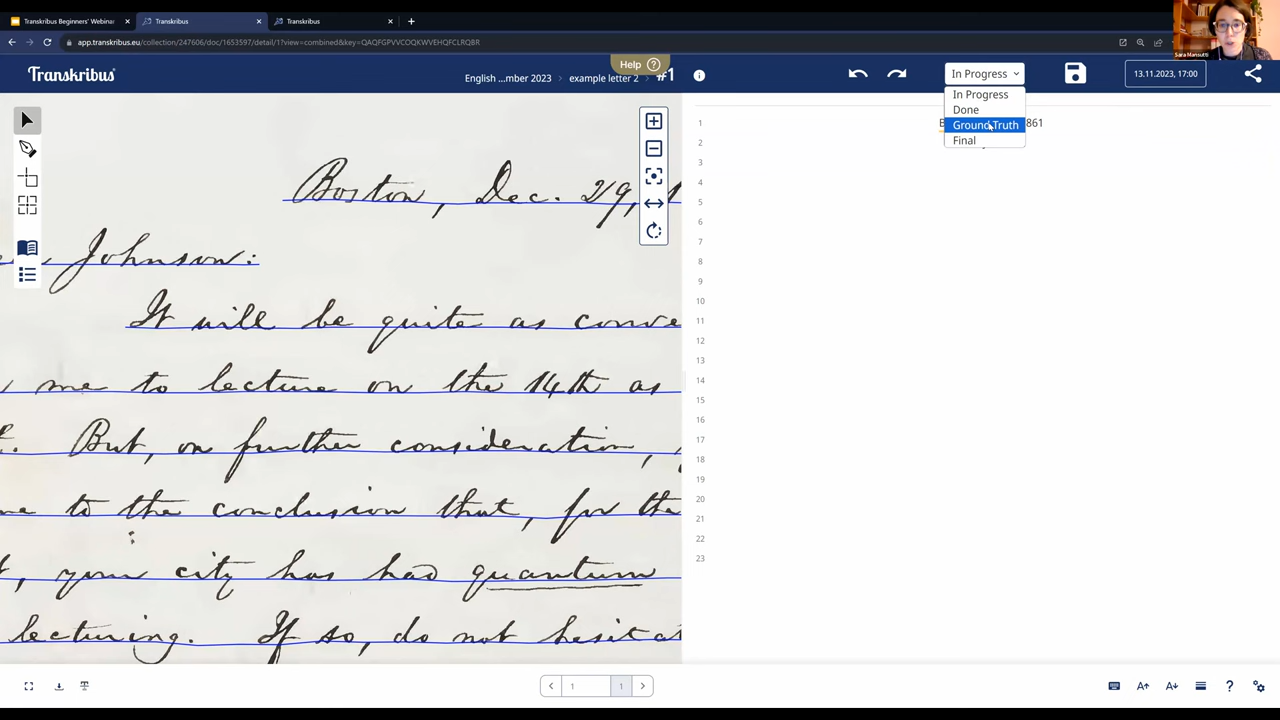 Transkribus Beginners' Webina
Transkribus
Transkribus
app.transkribus.eu/collection/247606/doc/1653597/detail/1?view=combined&key=QAQFGPVVCOQKWVEHQFCLRQBR
Sara Mansutti
Transkribus
English ...mber 2023
example letter 2
#1
Help ?
In Progress
13.11.2023, 17:00
In Progress
Done
Ground Truth
Final
Boston, Dec. 29, 1
Johnson:
It will be quite as conve
me to lecture on the 14th as
But, on further consideration,
to the conclusion that, for the
your city has had quantum
lecturing. If so, do not hesitat
1
861
2
3
4
5
6
7
8
9
10
11
12
13
14
15
16
17
18
19
20
21
22
23
1
1